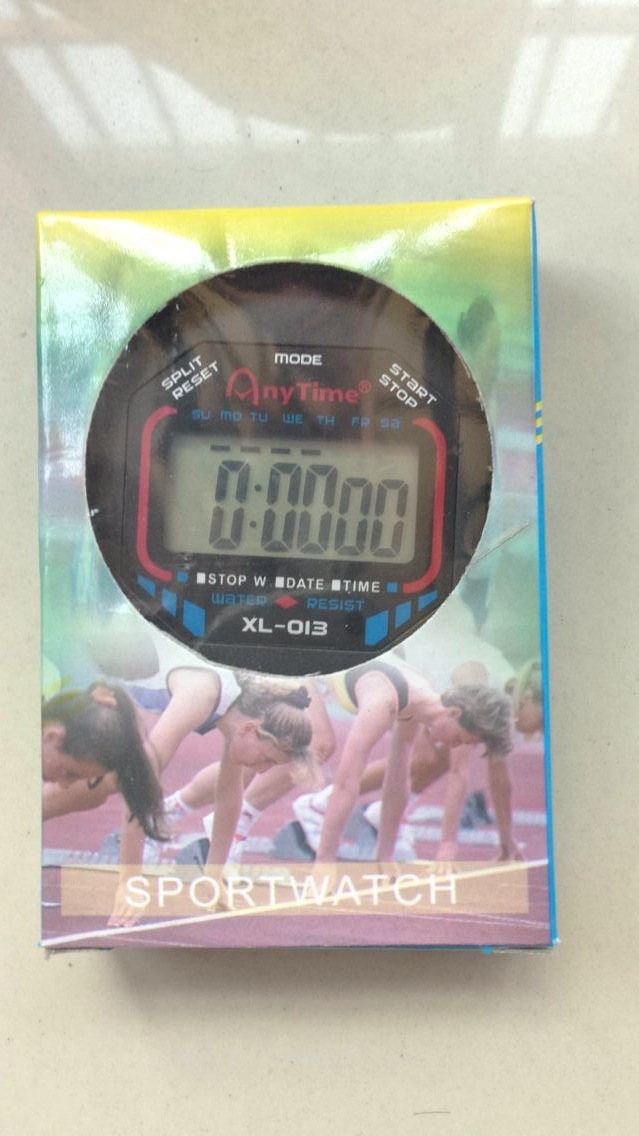 MODE
SPLIT
RESET
START
STOP
AnyTime®
SU MO TU WE TH FR SA
0:0000
STOP W. DATE TIME
WATER RESIST
XL-013
SPORTWATCH